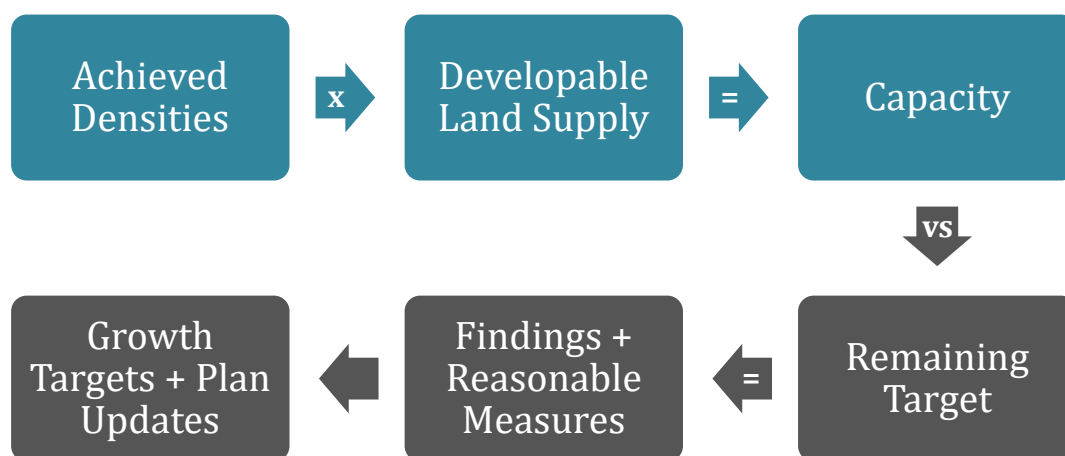 Achieved
Densities
x
Developable
Land Supply
=
Capacity
vs
Remaining
Target
=
Findings +
Reasonable
Measures
Growth
Targets + Plan
Updates